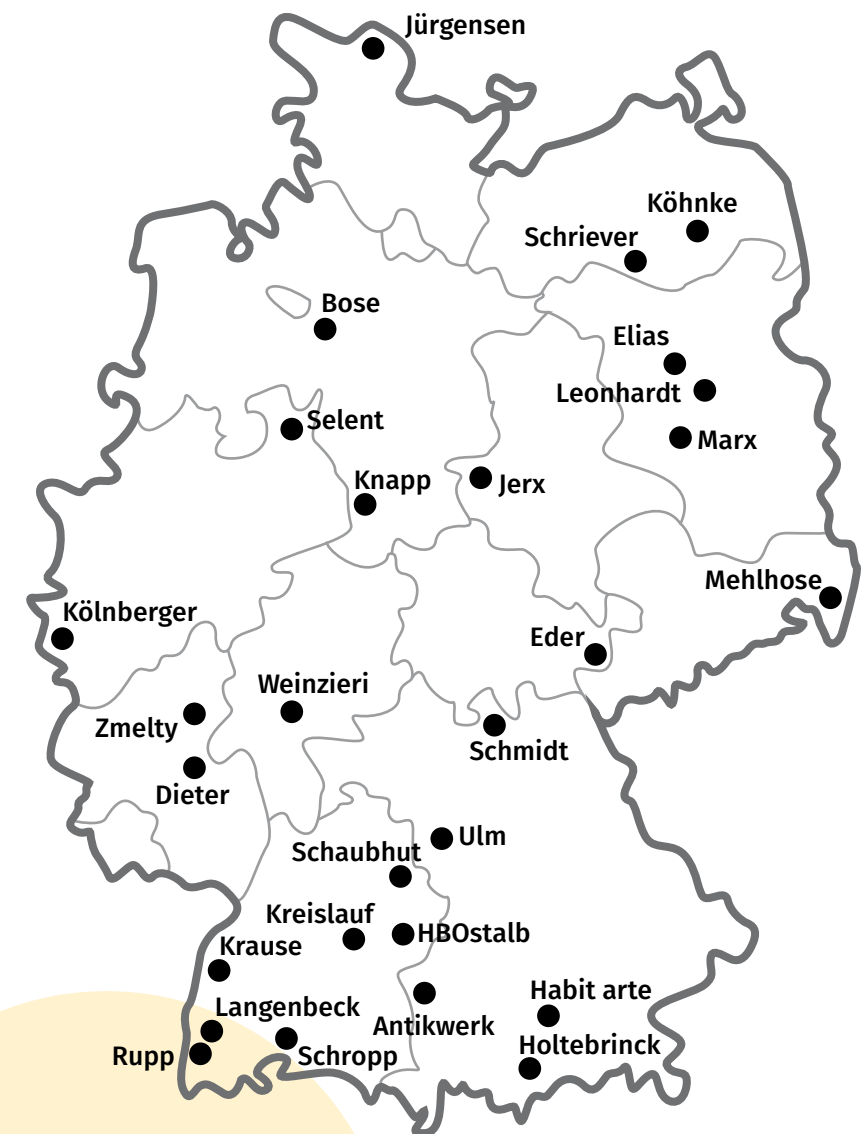 Jürgensen
Köhnke
Schriever
Bose
Elias
Leonhardt
Selent
Marx
Knapp
Jerx
Mehlhose
Kölnberger
Eder
Weinzieri
Zmelty
Schmidt
Dieter
Ulm
Schaubhut
Kreislauf
HBOstalb
Krause
Habit arte
Langenbeck
Antikwerk
Holtebrinck
Rupp
Schropp